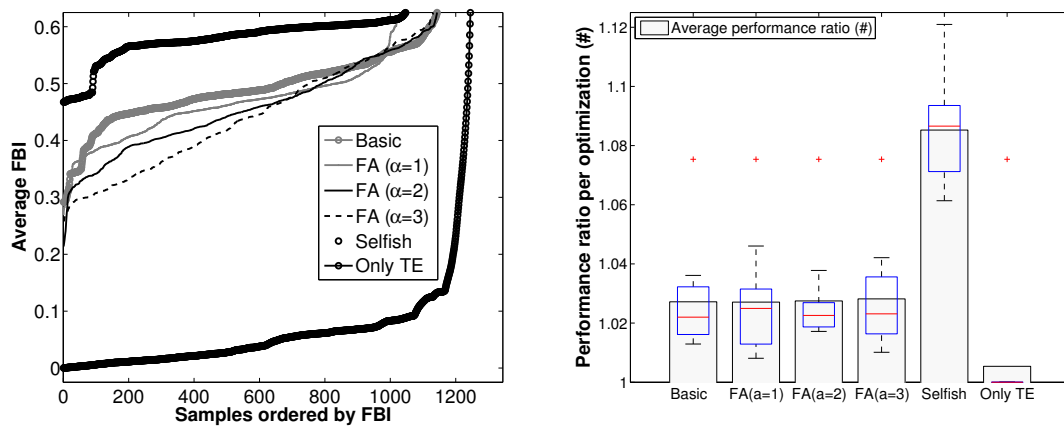 0.6
0.5
0.4
0.3
0.2
0.1
0
Average FBI
0 200 400 600 800 1000 1200
Samples ordered by FBI
Basic
FA (α=1)
FA (α=2)
FA (α=3)
Selfish
Only TE
1.12
1.1
1.08
1.06
1.04
1.02
1
Performance ratio per optimization (#)
Average performance ratio (#)
Basic FA(a=1) FA(a=2) FA(a=3) Selfish Only TE